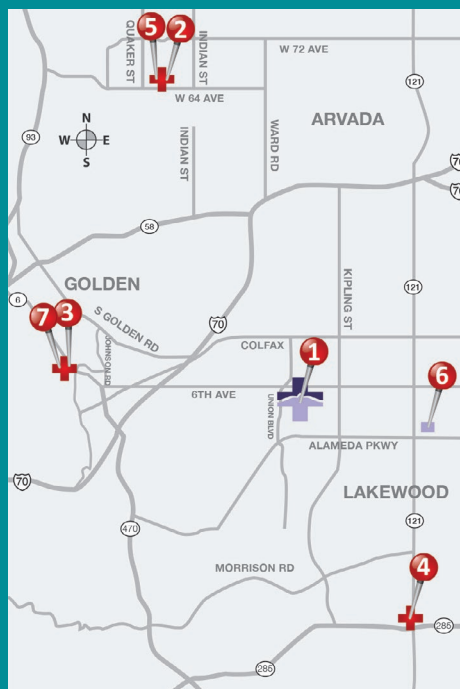 5
2
QUAKER ST
INDIAN ST
W 72 AVE
121
W 64 AVE
93
N
W E
S
INDIAN ST
WARD RD
ARVADA
70
70
58
GOLDEN
6
7
3
S GOLDEN RD
JOHNSON RD
70
KIPLING ST
121
COLFAX
1
6TH AVE
UNION BLVD
6
ALAMEDA PKWY
70
LAKEWOOD
121
470
MORRISON RD
4
285
285